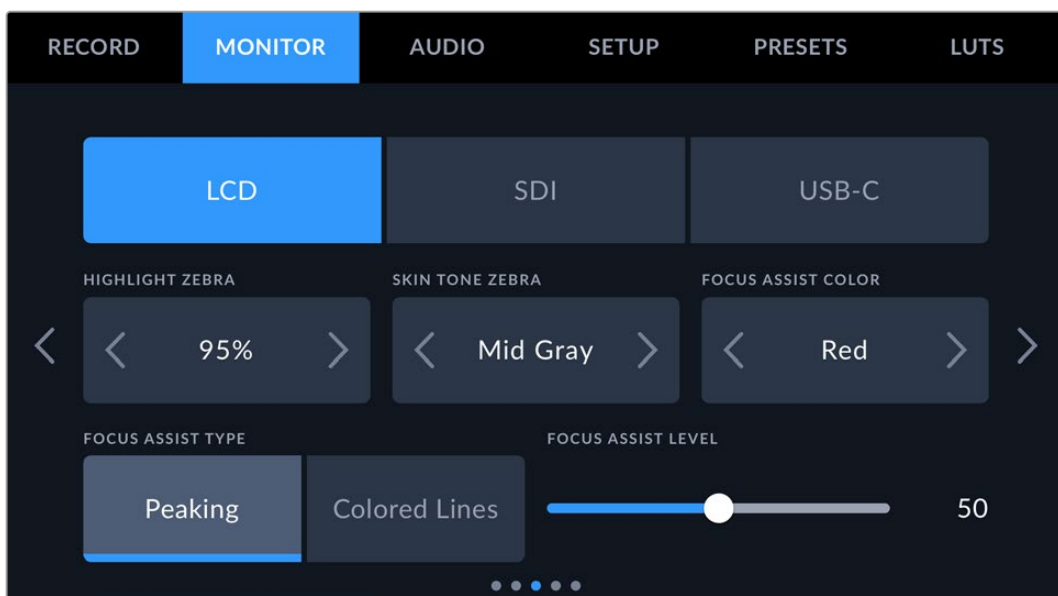 RECORD MONITOR AUDIO SETUP PRESETS LUTS
LCD SDI USB-C
HIGHLIGHT ZEBRA SKIN TONE ZEBRA FOCUS ASSIST COLOR
95% Mid Gray Red
FOCUS ASSIST TYPE FOCUS ASSIST LEVEL
Peaking Colored Lines 50